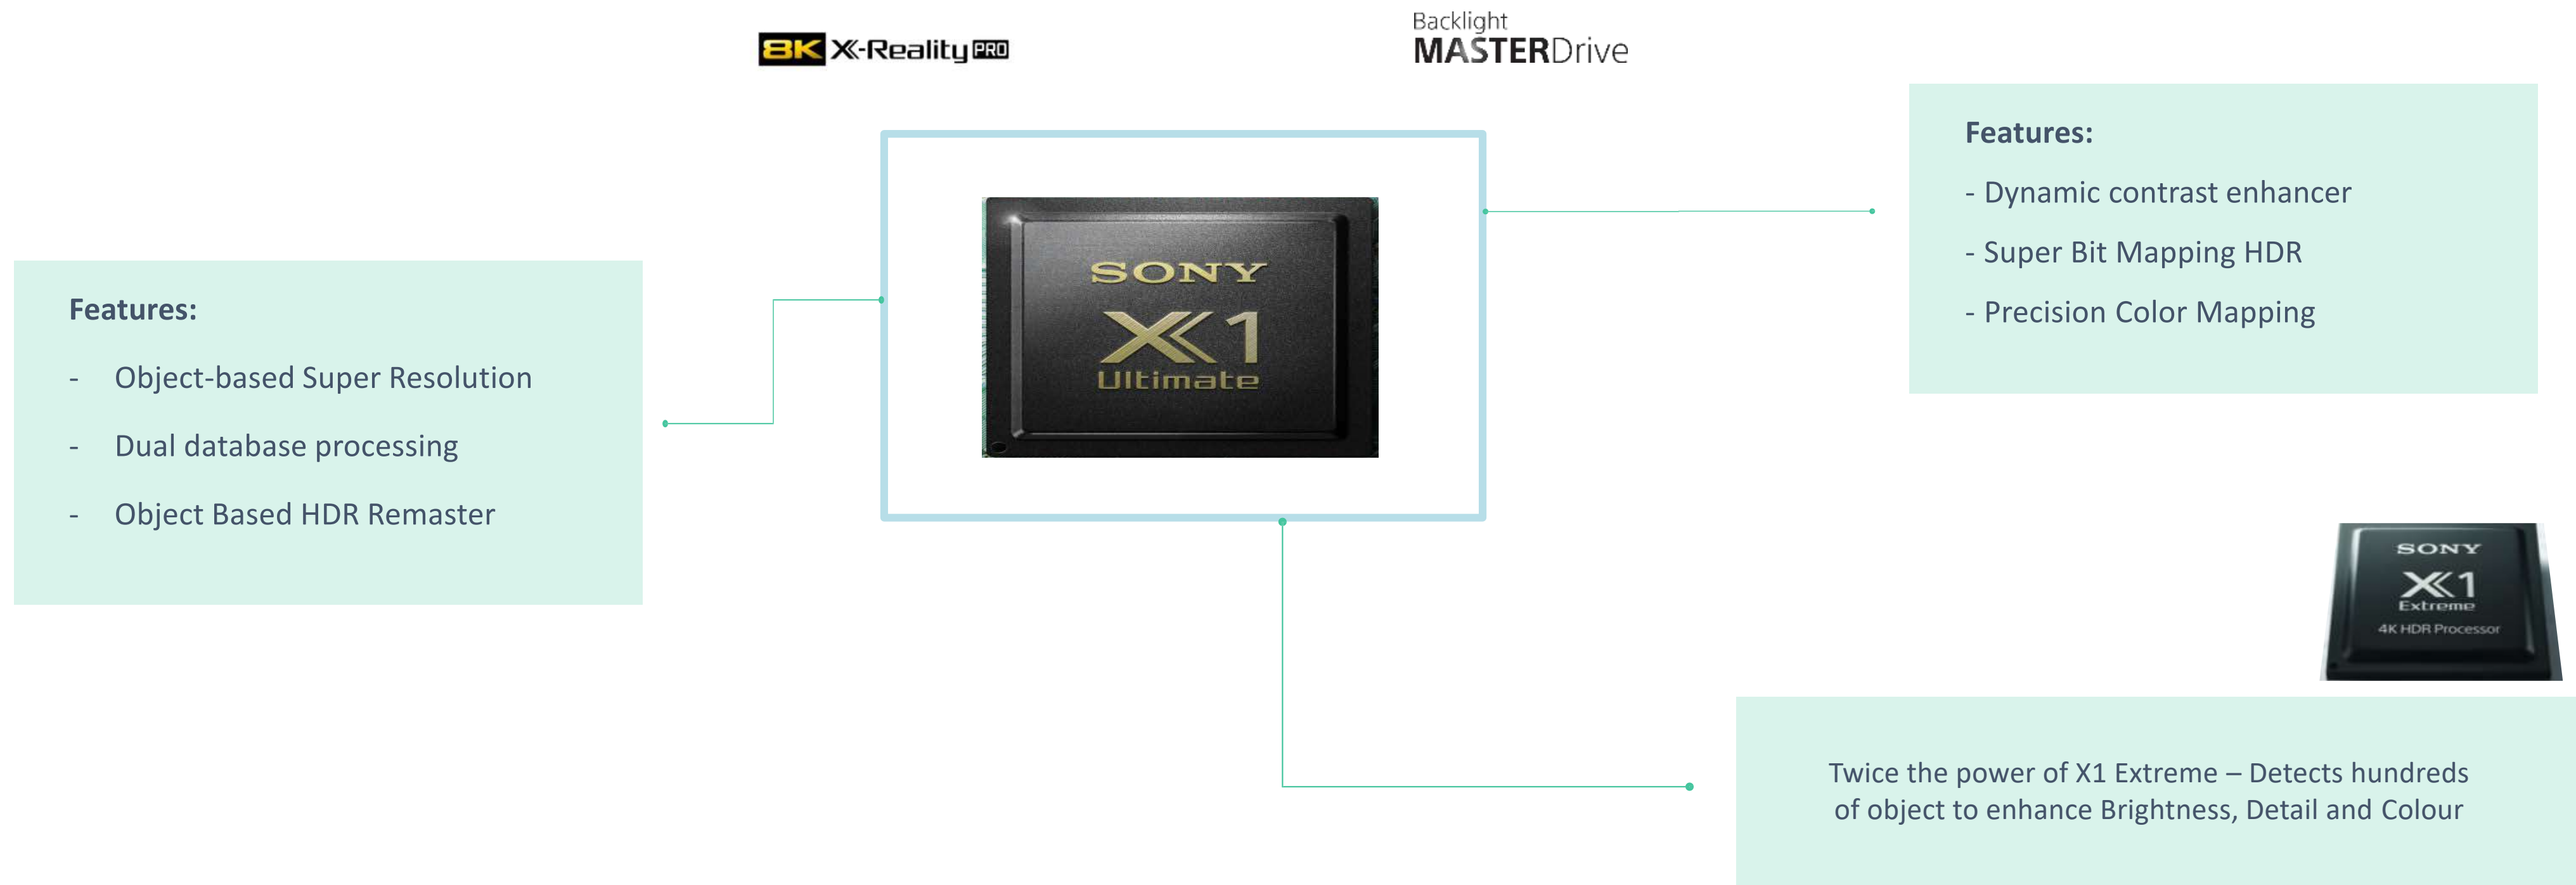 8K X-Reality PRO
Backlight
MASTERDrive
Features:
- Object-based Super Resolution
- Dual database processing
- Object Based HDR Remaster
SONY
X1
Ultimate
Features:
- Dynamic contrast enhancer
- Super Bit Mapping HDR
- Precision Color Mapping
SONY
X1
Extreme
4K HDR Processor
Twice the power of X1 Extreme – Detects hundreds
of object to enhance Brightness, Detail and Colour